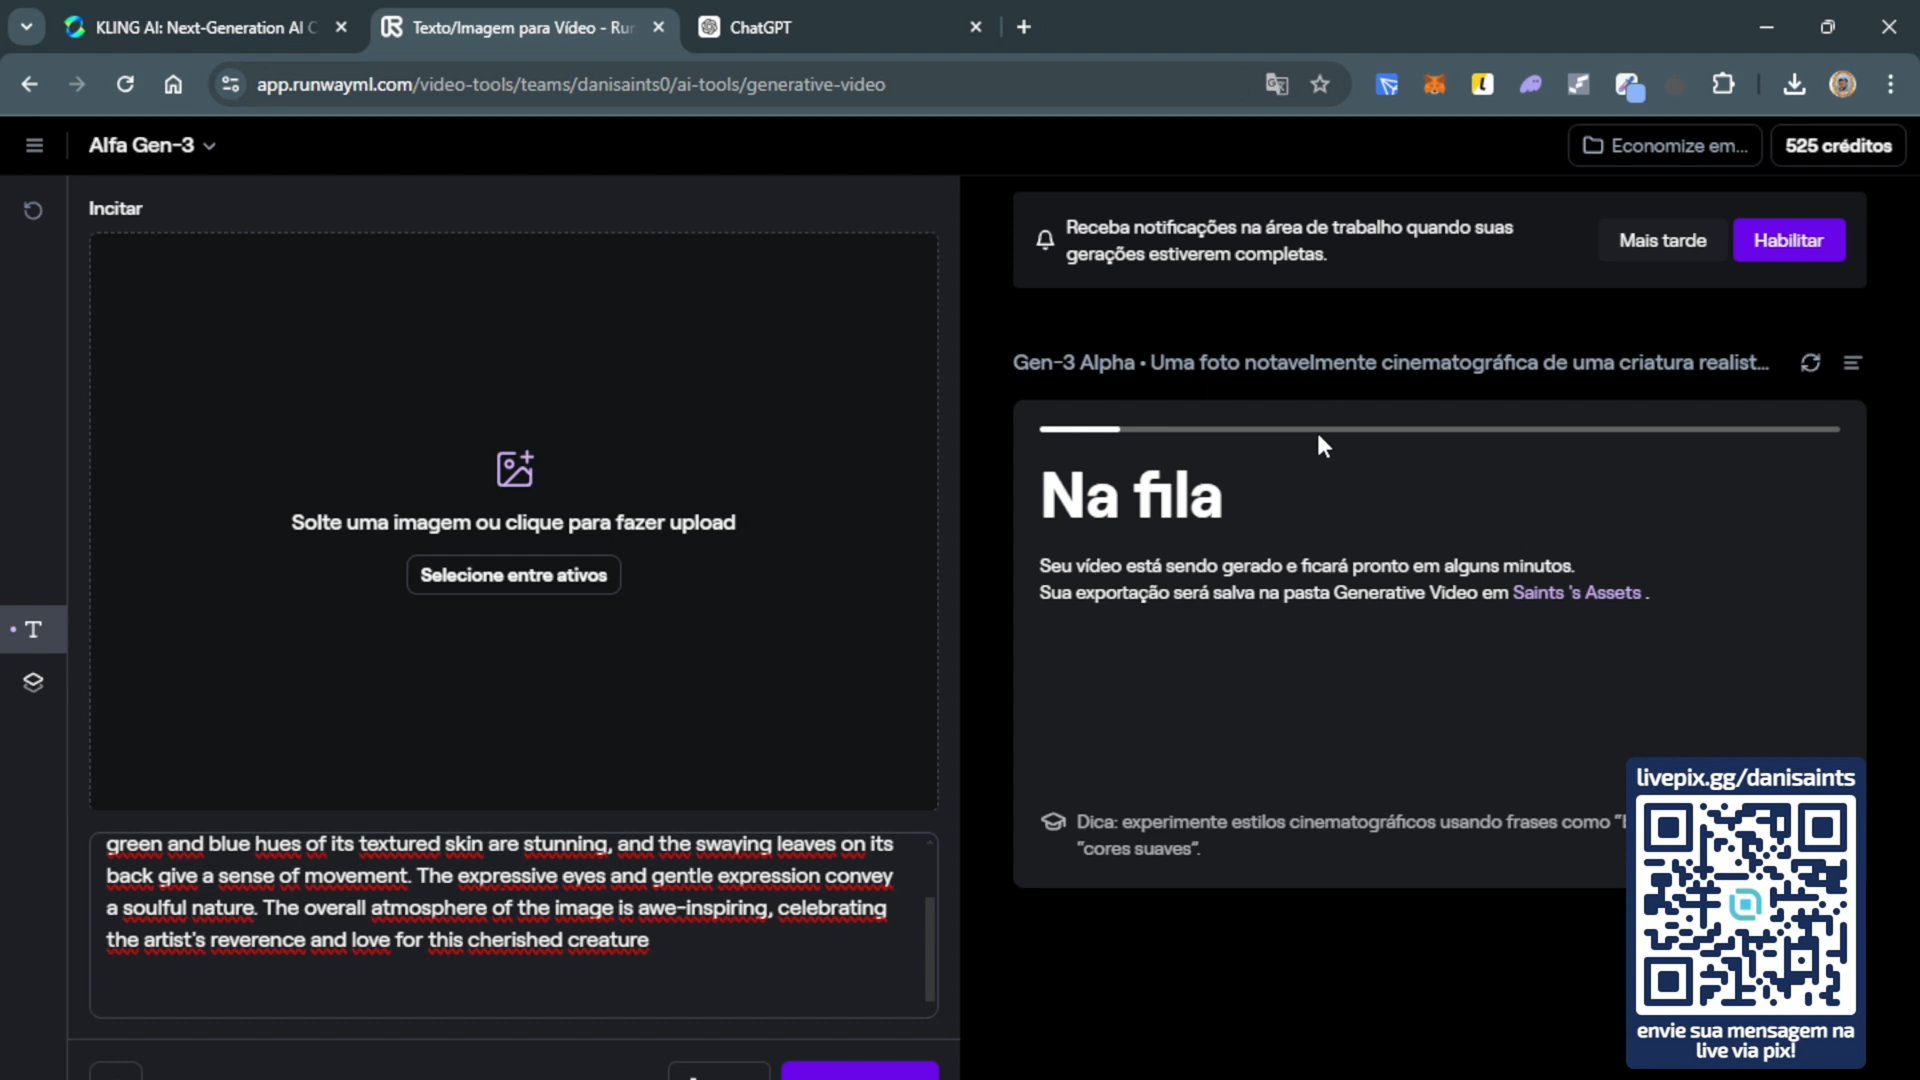 KLING AI: Next-Generation AI C
Texto/Imagem para Vídeo - Run
ChatGPT
app.runwayml.com/video-tools/teams/danisaints0/ai-tools/generative-video
Alfa Gen-3
Economize em...
525 créditos
Incitar
Solte uma imagem ou clique para fazer upload
Selecione entre ativos
T
green and blue hues of its textured skin are stunning, and the swaying leaves on its
back give a sense of movement. The expressive eyes and gentle expression convey
a soulful nature. The overall atmosphere of the image is awe-inspiring, celebrating
the artist's reverence and love for this cherished creature
Receba notificações na área de trabalho quando suas
gerações estiverem completas.
Mais tarde
Habilitar
Gen-3 Alpha • Uma foto notavelmente cinematográfica de uma criatura realist...
Na fila
Seu vídeo está sendo gerado e ficará pronto em alguns minutos.
Sua exportação será salva na pasta Generative Video em Saints 's Assets .
Dica: experimente estilos cinematográficos usando frases como
"cores suaves".
livepix.gg/danisaints
envie sua mensagem na
live via pix!